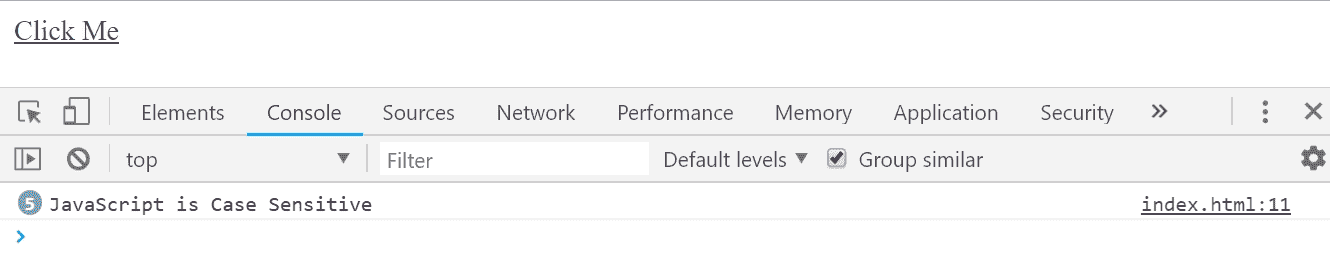 Click Me
Elements Console Sources Network Performance Memory Application Security »
top Filter Default levels Group similar
5 JavaScript is Case Sensitive index.html:11